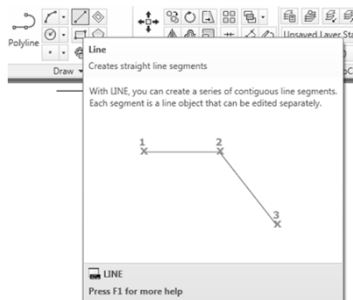 Polyline
Unsaved Layer Sta
Draw
Line
Creates straight line segments
With LINE, you can create a series of contiguous line segments.
Each segment is a line object that can be edited separately.
1
2
3
LINE
Press F1 for more help